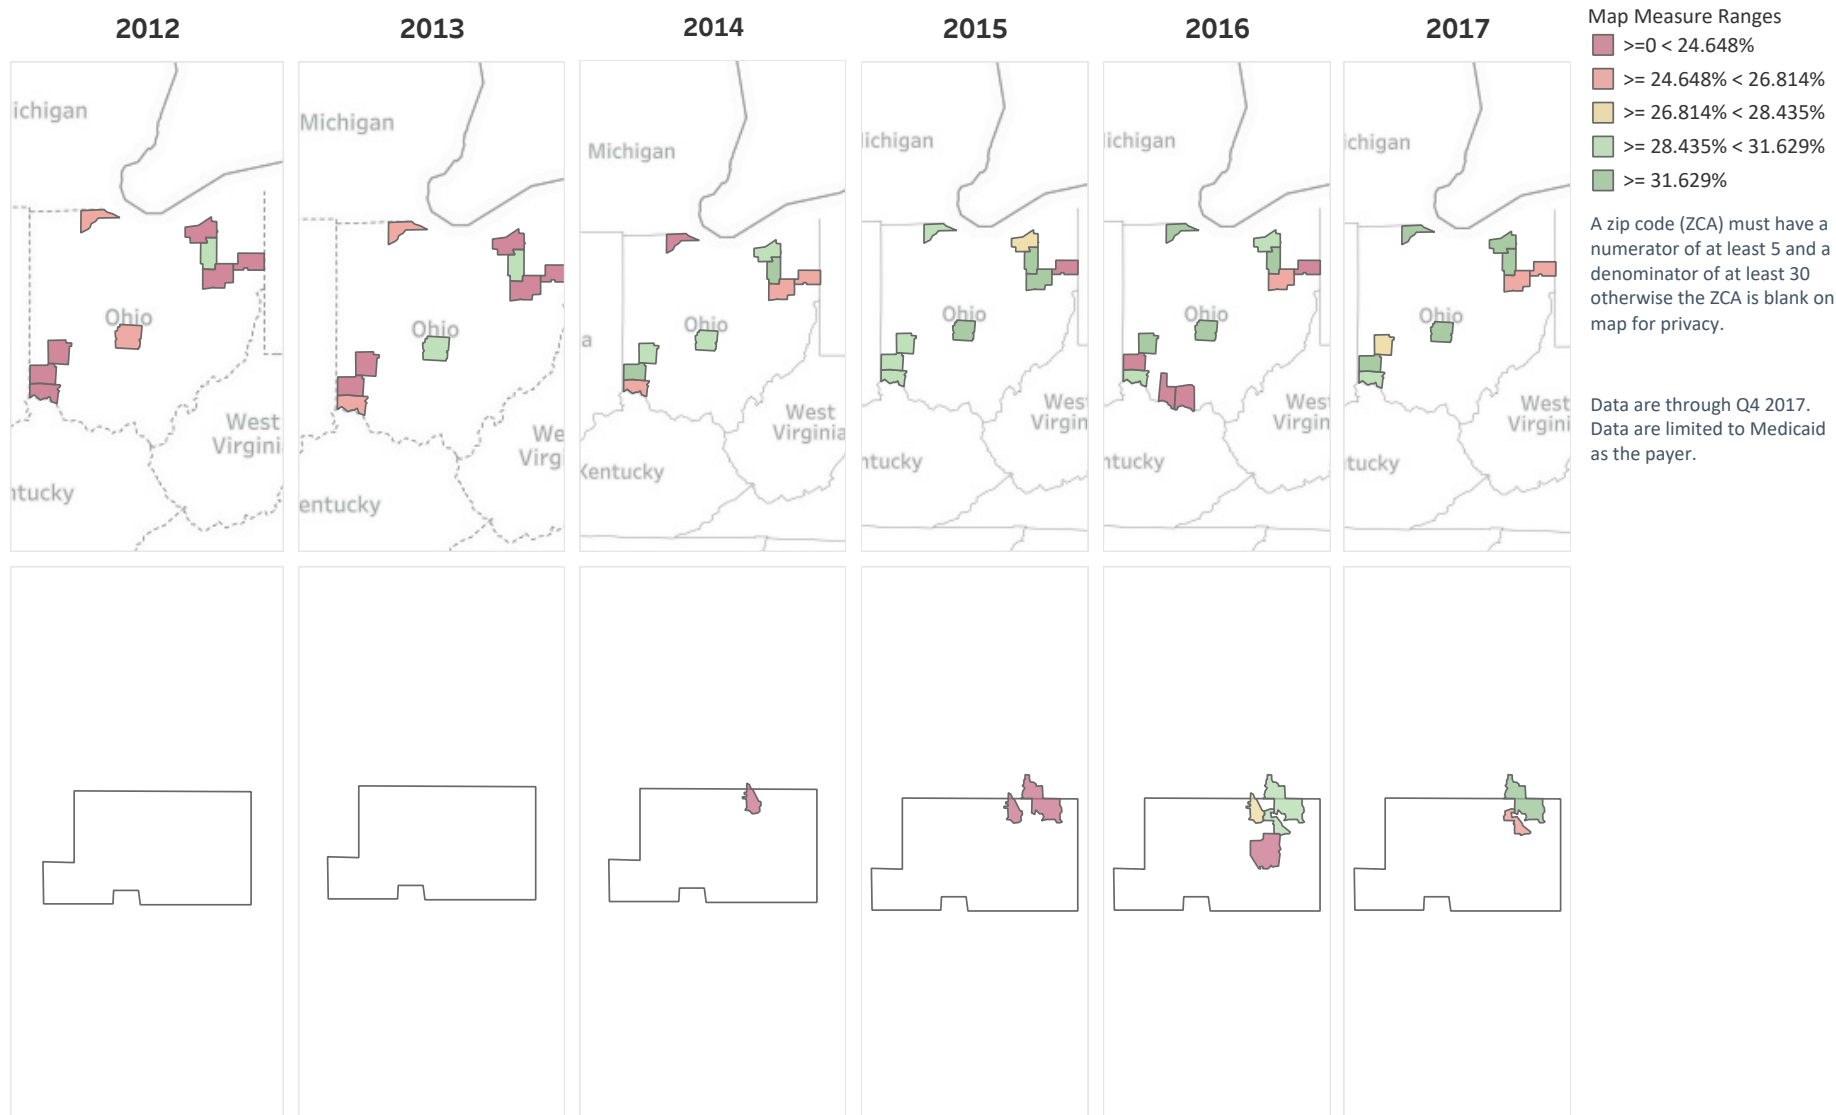 2012
2013
2014
2015
2016
2017
Map Measure Ranges
>=0 < 24.648%
>= 24.648% < 26.814%
>= 26.814% < 28.435%
>= 28.435% < 31.629%
>= 31.629%
A zip code (ZCA) must have a
numerator of at least 5 and a
denominator of at least 30
otherwise the ZCA is blank on
map for privacy.
Data are through Q4 2017.
Data are limited to Medicaid
as the payer.
ichigan
Ohio
West
Virgini
ntucky
Michigan
Ohio
We
Virg
entucky
Michigan
a
Ohio
West
Virginia
Kentucky
lichigan
Ohio
Wes
Virgin
ntucky
lichigan
Ohio
Wes
Virgin
ntucky
ichigan
Ohio
West
Virgini
tucky